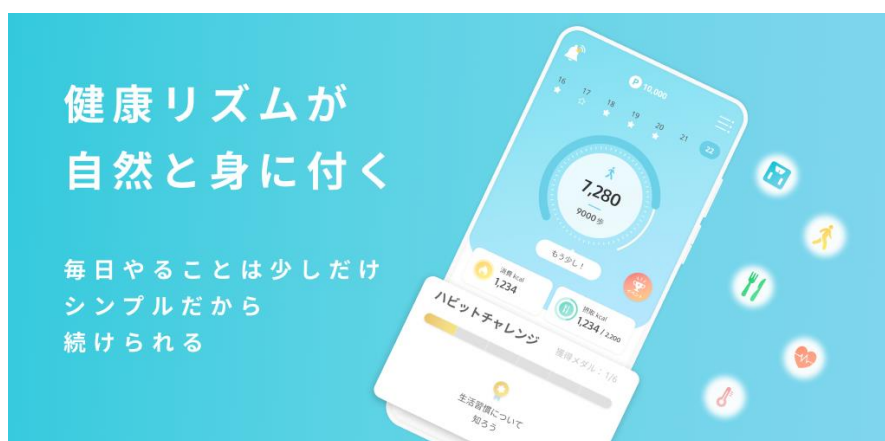 健康リズムが
自然と身に付く
毎日やることは少しだけ
シンプルだから
続けられる
P 10,000
16 17 18 19 20 21 22
7,280
9000歩
もう少し!
消費 kcal
1,234
摂取 kcal
1,234 / 2,200
ハビットチャレンジ
獲得メダル:1/6
生活習慣について
知ろう